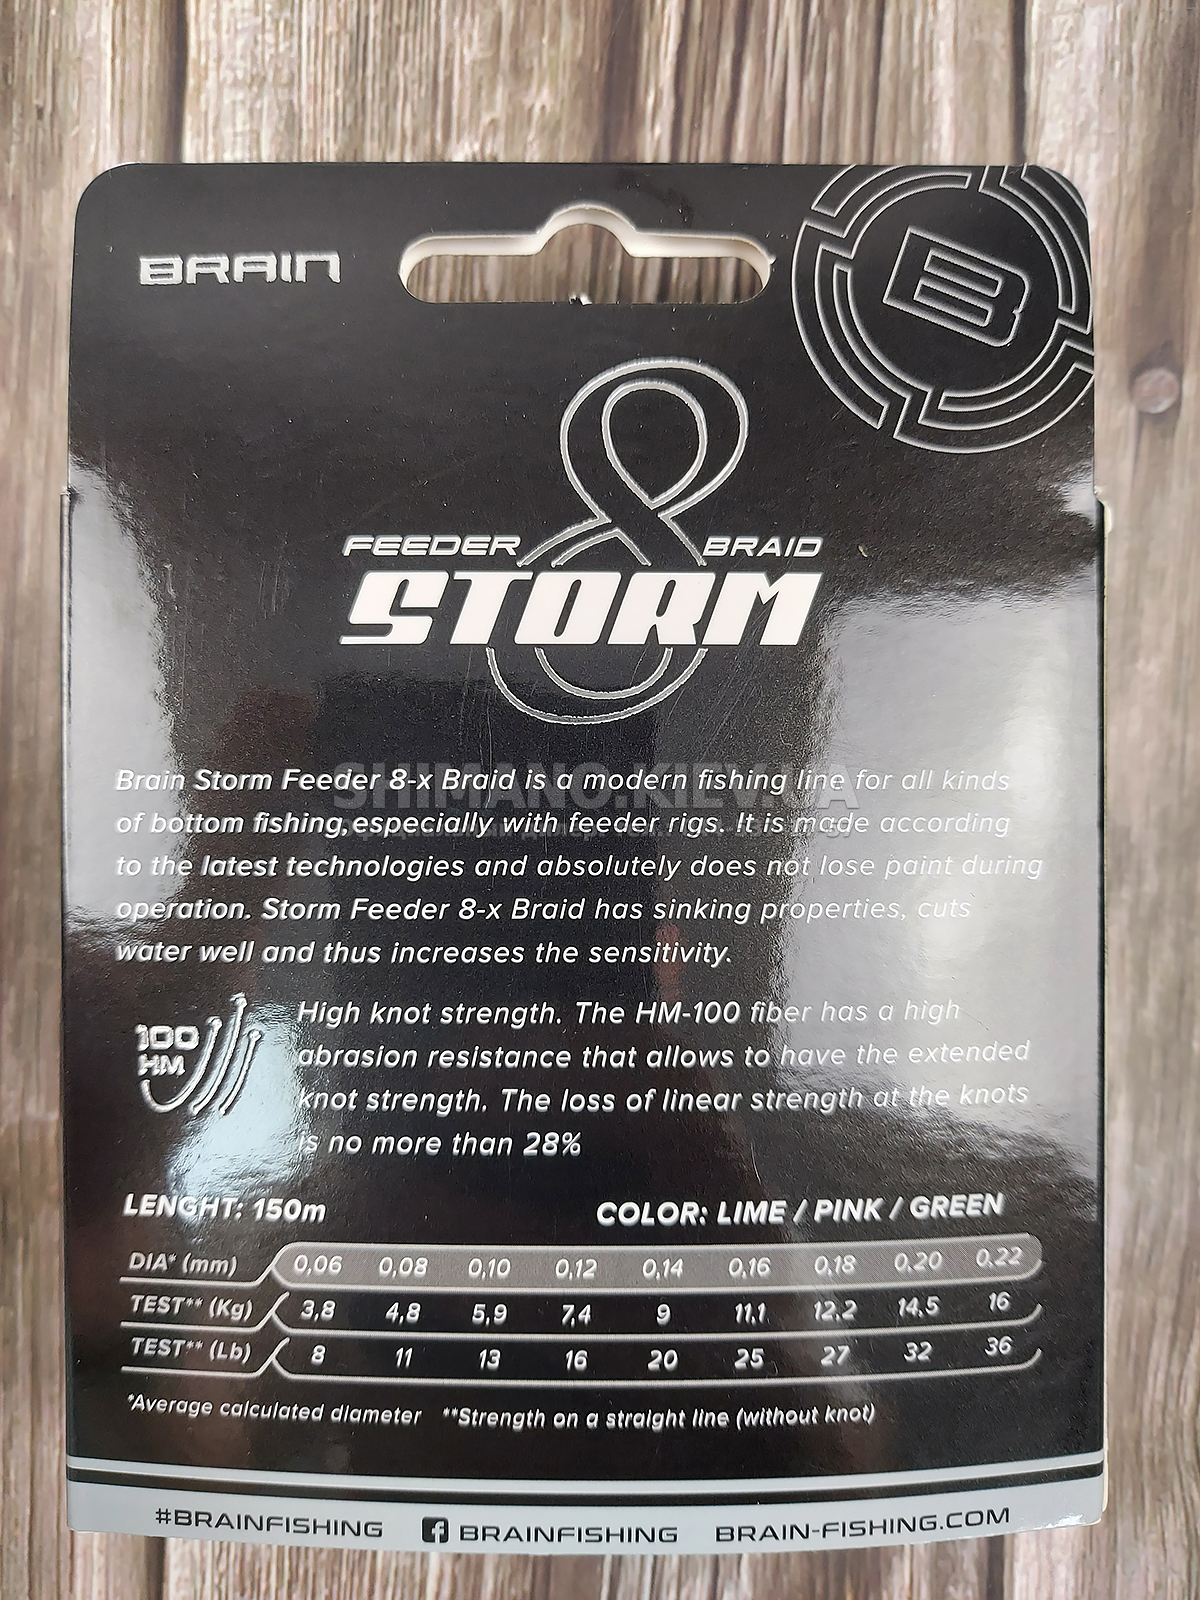 BRAIN
B
8
FEEDER BRAID
STORM
SHIMANO.KIEV.UA
Brain Storm Feeder 8-x Braid is a modern fishing line for all kinds
of bottom fishing,especially with feeder rigs. It is made according
to the latest technologies and absolutely does not lose paint during
operation. Storm Feeder 8-x Braid has sinking properties, cuts
water well and thus increases the sensitivity.
100
HM
High knot strength. The HM-100 fiber has a high
abrasion resistance that allows to have the extended
knot strength. The loss of linear strength at the knots
is no more than 28%
LENGHT: 150m COLOR: LIME / PINK / GREEN
DIA* (mm) 0,06 0,08 0,10 0,12 0,14 0,16 0,18 0,20 0,22
TEST** (Kg) 3,8 4,8 5,9 7,4 9 11,1 12,2 14,5 16
TEST** (Lb) 8 11 13 16 20 25 27 32 36
*Average calculated diameter **Strength on a straight line (without knot)
#BRAINFISHING f BRAINFISHING BRAIN-FISHING.COM